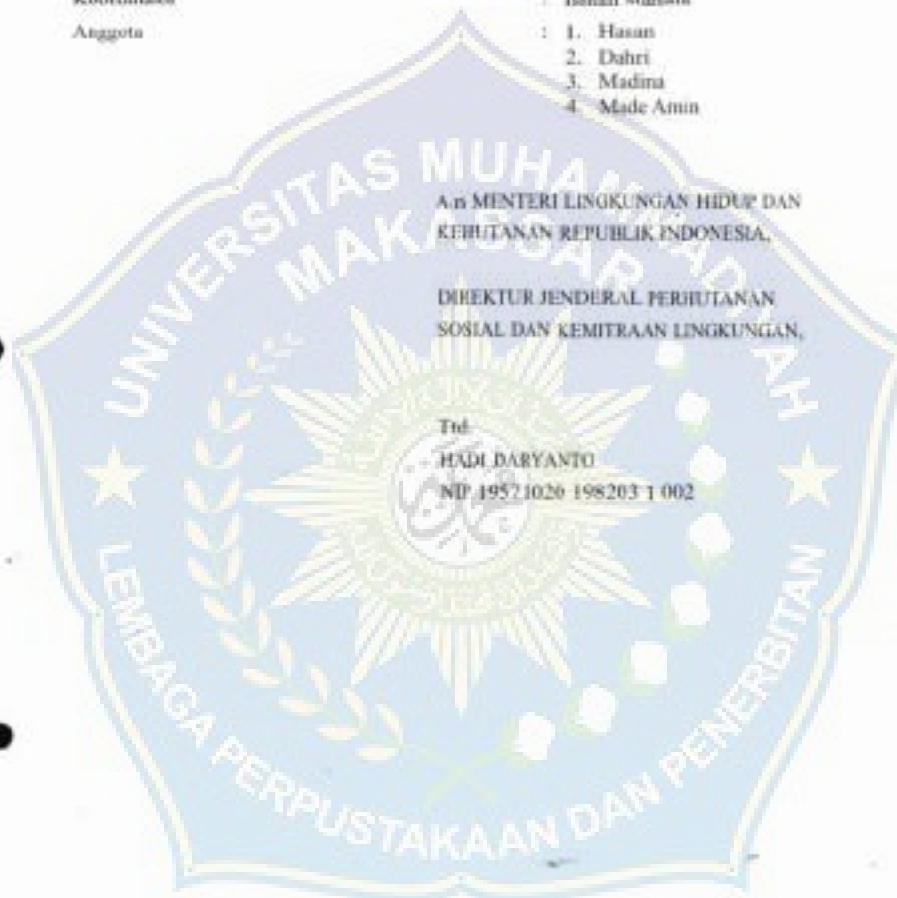 Anggota : 1. Hasan
2. Dahri
3. Madina
4. Made Amin
A.n MENTERI LINGKUNGAN HIDUP DAN
KEHUTANAN REPUBLIK INDONESIA,
DIREKTUR JENDERAL PERHUTANAN
SOSIAL DAN KEMITRAAN LINGKUNGAN,
Ttd.
HADI DARYANTO
NIP. 19571020 198203 1 002
UNIVERSITAS MUHAMMADIYAH
MAKASSAR
LEMBAGA PERPUSTAKAAN DAN PENERBITAN